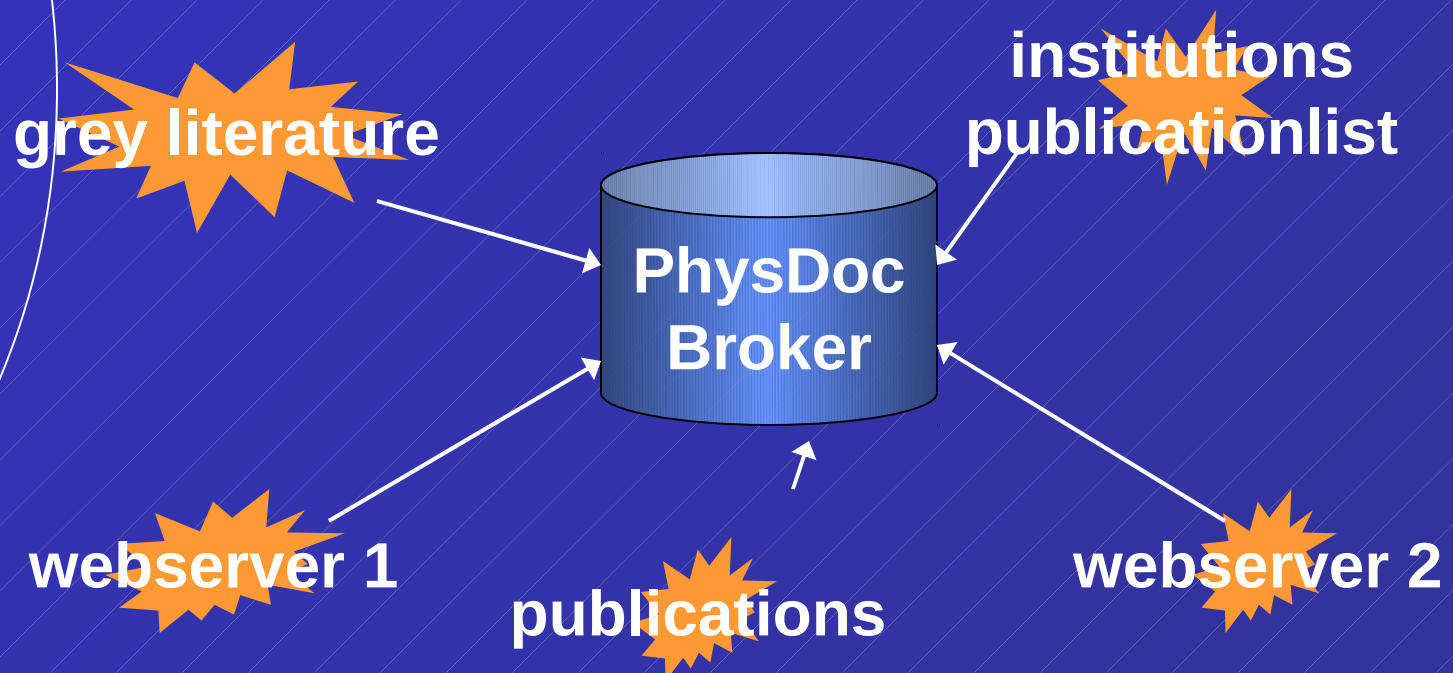 institutions
publicationlist
grey literature
PhysDoc
Broker
webserver 1
webserver 2
publications